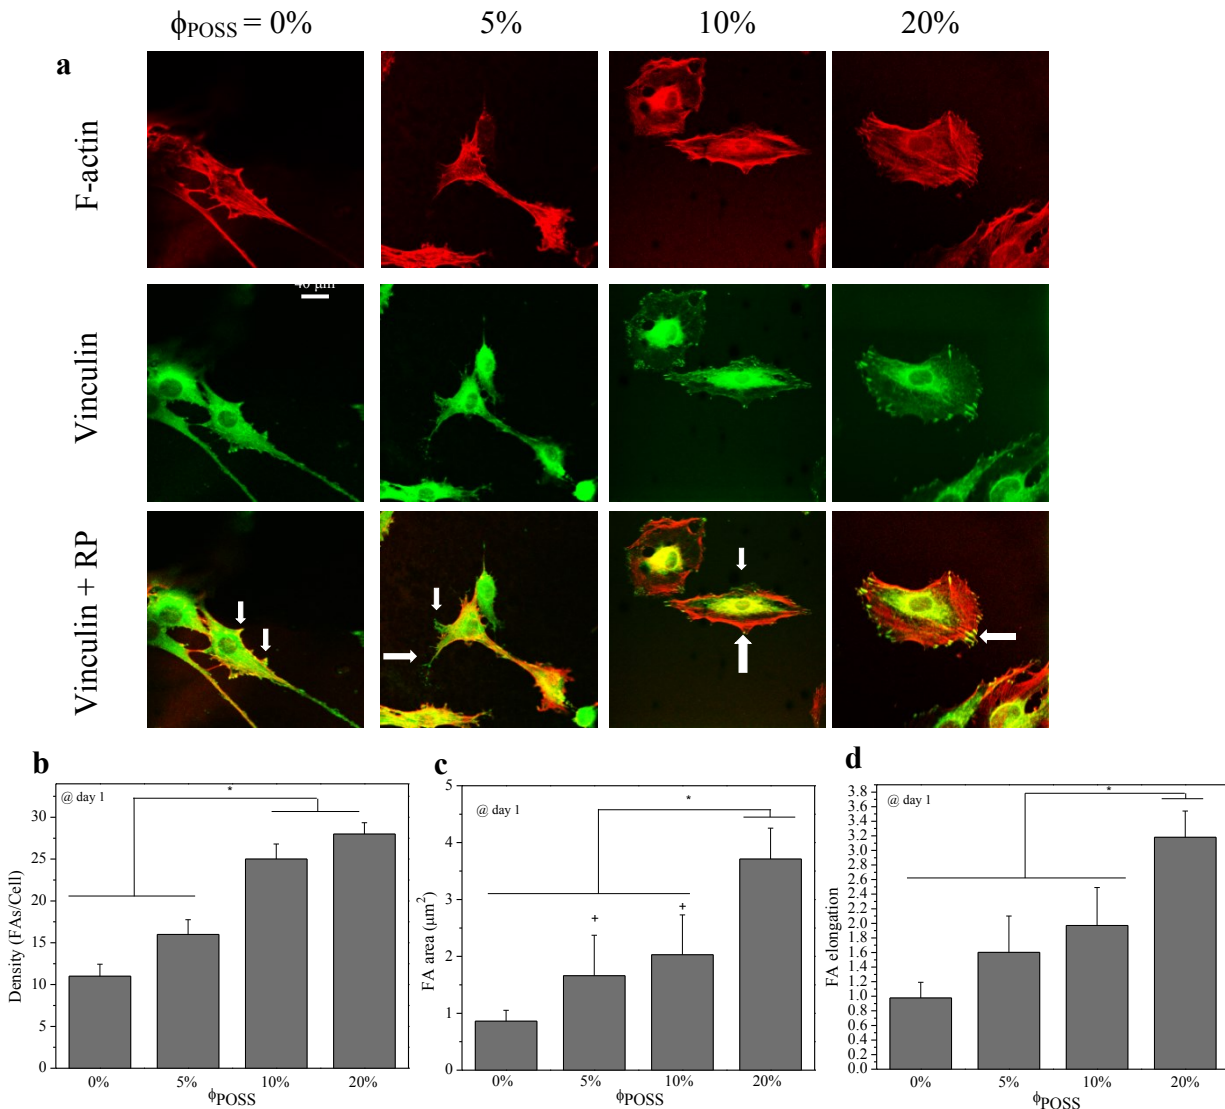 ϕPOSS = 0%
5%
10%
20%
a
F-actin
Vinculin
Vinculin + RP
40 μm
b
@ day 1
*
Density (FAs/Cell)
30
25
20
15
10
5
0
0%
5%
10%
20%
ϕPOSS
c
@ day 1
*
+
+
FA area (μm²)
5
4
3
2
1
0
0%
5%
10%
20%
ϕPOSS
d
@ day 1
*
FA elongation
3.8
3.6
3.4
3.2
3.0
2.8
2.6
2.4
2.2
2.0
1.8
1.6
1.4
1.2
1.0
0.8
0.6
0.4
0.2
0.0
0%
5%
10%
20%
ϕPOSS